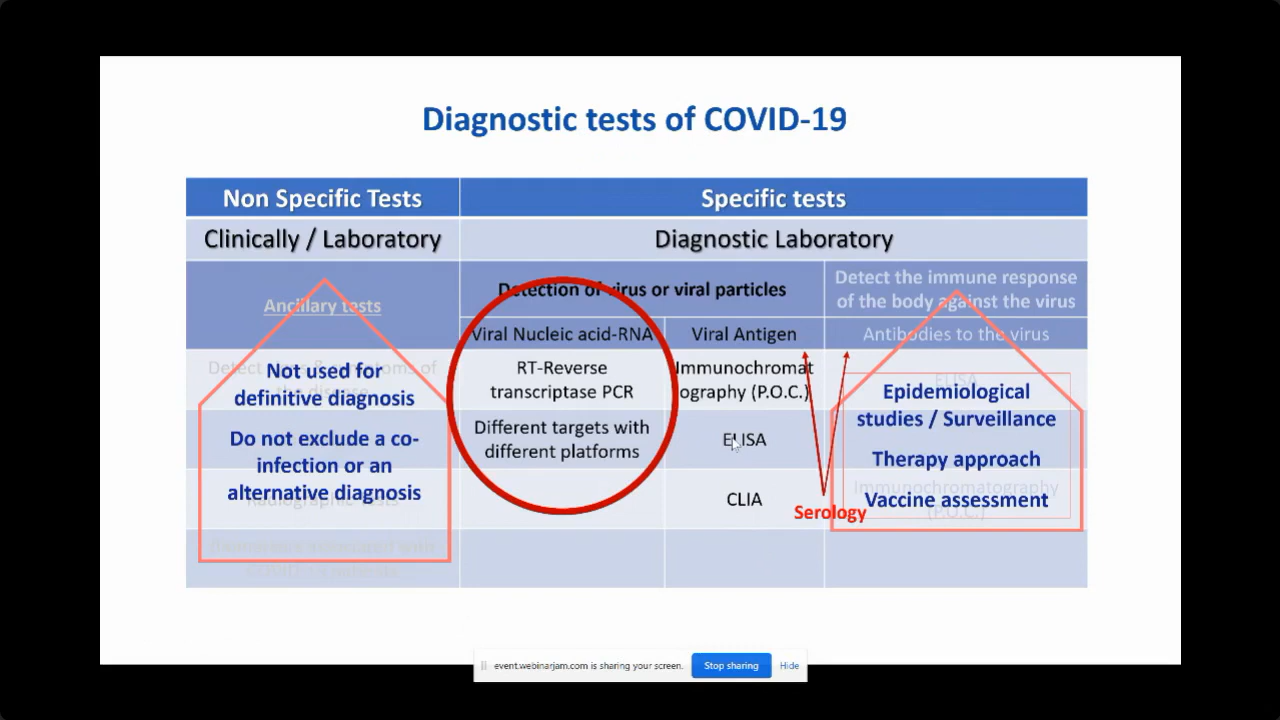 Diagnostic tests of COVID-19
Non Specific Tests
Specific tests
Clinically / Laboratory
Diagnostic Laboratory
Ancillary tests
Detection of virus or viral particles
Detect the immune response
of the body against the virus
Viral Nucleic acid-RNA
Viral Antigen
Antibodies to the virus
Not used for
definitive diagnosis
Do not exclude a co-
infection or an
alternative diagnosis
RT-Reverse
transcriptase PCR
Different targets with
different platforms
Immunochromat
ography (P.O.C.)
ELISA
CLIA
Serology
ELISA
Epidemiological
studies / Surveillance
Therapy approach
Vaccine assessment
Immunochromatography
(P.O.C.)
event.webinarjam.com is sharing your screen.
Stop sharing
Hide